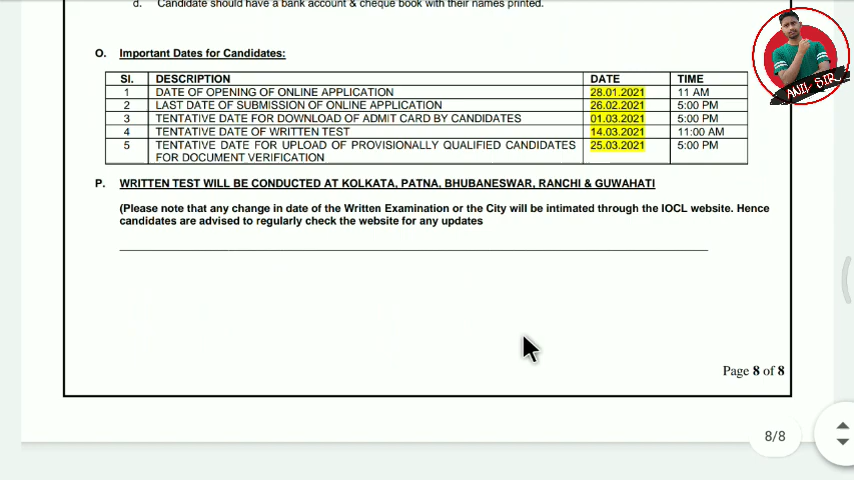 d. Candidate should have a bank account & cheque book with their names printed.
O. Important Dates for Candidates:
SI. DESCRIPTION DATE TIME
1 DATE OF OPENING OF ONLINE APPLICATION 28.01.2021 11 AM
2 LAST DATE OF SUBMISSION OF ONLINE APPLICATION 26.02.2021 5:00 PM
3 TENTATIVE DATE FOR DOWNLOAD OF ADMIT CARD BY CANDIDATES 01.03.2021 5:00 PM
4 TENTATIVE DATE OF WRITTEN TEST 14.03.2021 11:00 AM
5 TENTATIVE DATE FOR UPLOAD OF PROVISIONALLY QUALIFIED CANDIDATES 25.03.2021 5:00 PM
FOR DOCUMENT VERIFICATION
P. WRITTEN TEST WILL BE CONDUCTED AT KOLKATA, PATNA, BHUBANESWAR, RANCHI & GUWAHATI
(Please note that any change in date of the Written Examination or the City will be intimated through the IOCL website. Hence
candidates are advised to regularly check the website for any updates
Page 8 of 8
8/8
ANIL SIR